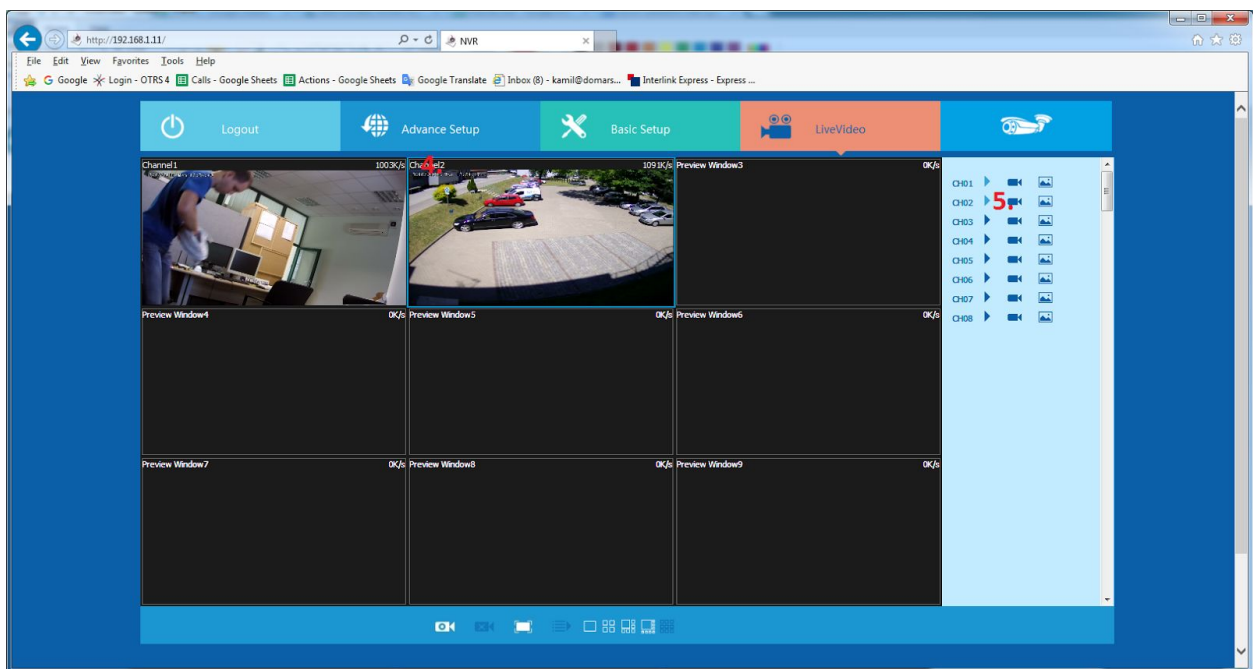 http://192.168.1.11/
NVR
File Edit View Favorites Tools Help
Google Login - OTRS 4 Calls - Google Sheets Actions - Google Sheets Google Translate Inbox (8) - kamil@domars... Interlink Express - Express ...
Logout Advance Setup Basic Setup LiveVideo
Channel1 1003K/s Channel2 1091K/s Preview Window3 0K/s
4.
CH01
CH02 5.
CH03
CH04
CH05
CH06
CH07
CH08
Preview Window4 0K/s Preview Window5 0K/s Preview Window6 0K/s
Preview Window7 0K/s Preview Window8 0K/s Preview Window9 0K/s